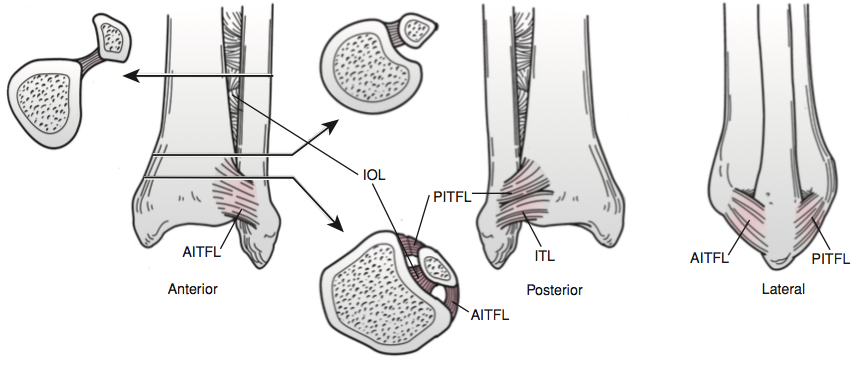 IOL
PITFL
AITFL
ITL
AITFL
PITFL
Anterior
Posterior
Lateral
AITFL